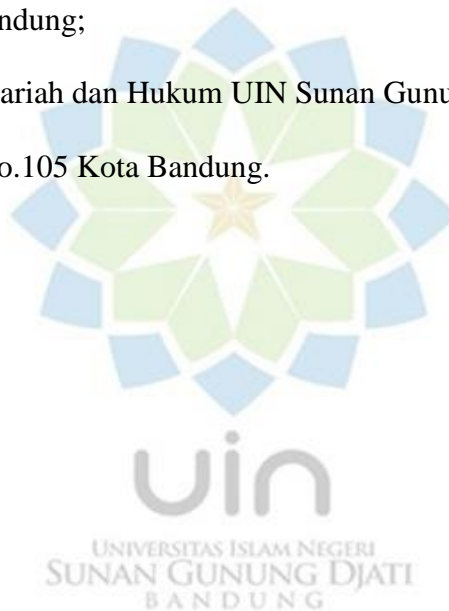 ndung;
ariah dan Hukum UIN Sunan Gunu
o.105 Kota Bandung.
uin
UNIVERSITAS ISLAM NEGERI
SUNAN GUNUNG DJATI
BANDUNG